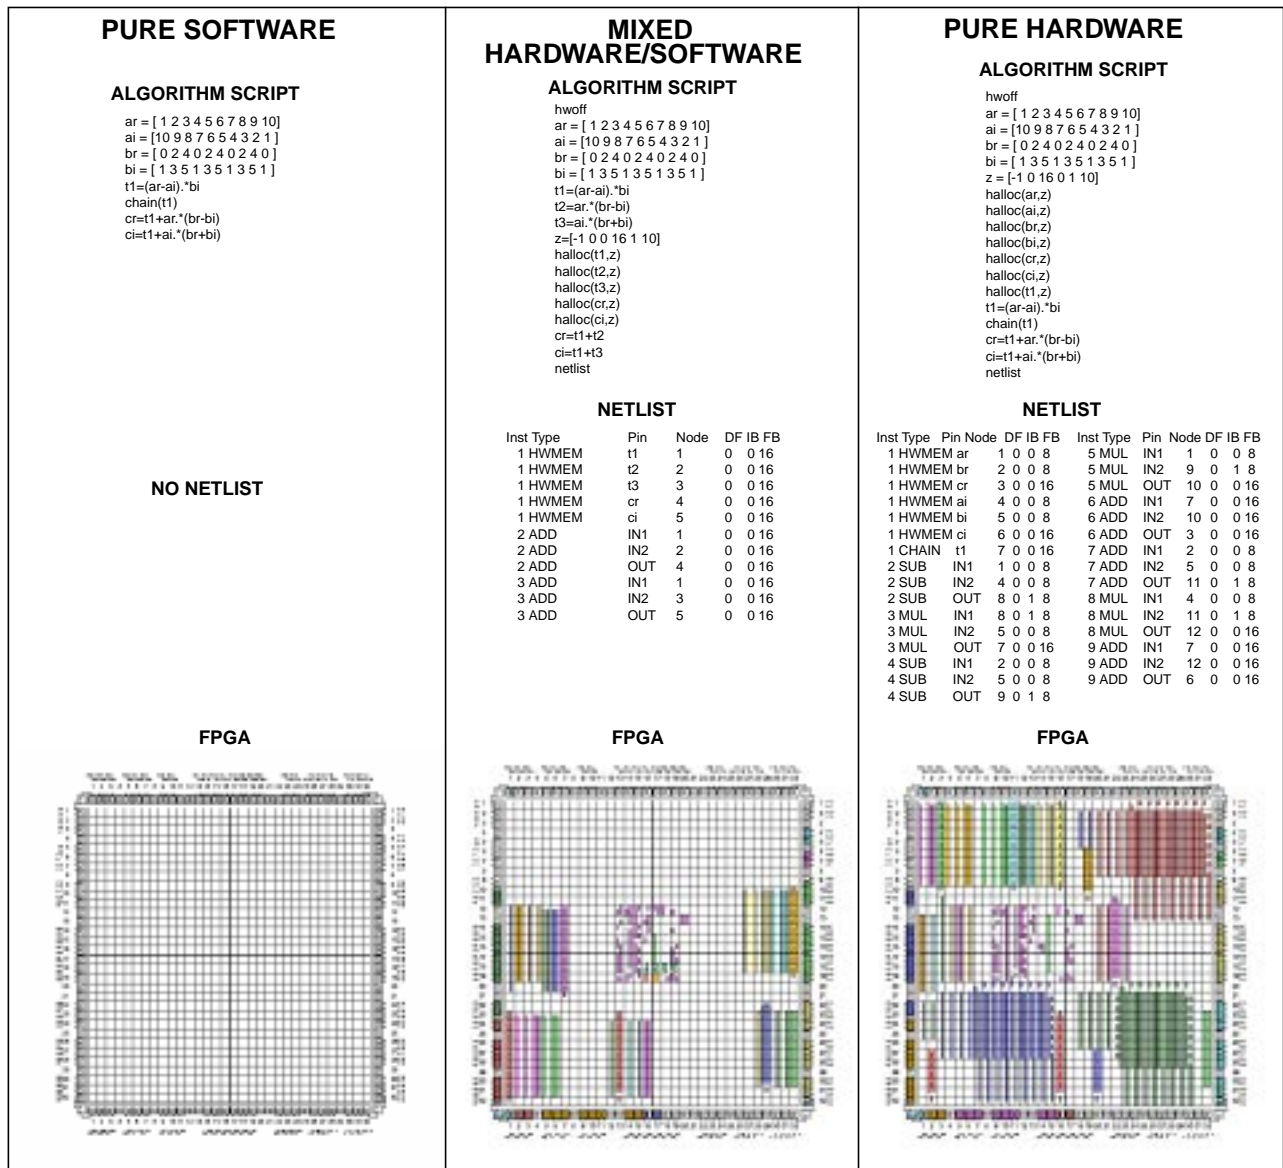 PURE SOFTWARE
ALGORITHM SCRIPT
ar = [ 1 2 3 4 5 6 7 8 9 10]
ai = [10 9 8 7 6 5 4 3 2 1 ]
br = [ 0 2 4 0 2 4 0 2 4 0 ]
bi = [ 1 3 5 1 3 5 1 3 5 1 ]
t1=(ar-ai).*bi
chain(t1)
cr=t1+ar.*(br-bi)
ci=t1+ai.*(br+bi)
NO NETLIST
FPGA
MIXED
HARDWARE/SOFTWARE
ALGORITHM SCRIPT
hwoff
ar = [ 1 2 3 4 5 6 7 8 9 10]
ai = [10 9 8 7 6 5 4 3 2 1 ]
br = [ 0 2 4 0 2 4 0 2 4 0 ]
bi = [ 1 3 5 1 3 5 1 3 5 1 ]
t1=(ar-ai).*bi
t2=ar.*(br-bi)
t3=ai.*(br+bi)
z=[-1 0 0 16 1 10]
halloc(t1,z)
halloc(t2,z)
halloc(t3,z)
halloc(cr,z)
halloc(ci,z)
cr=t1+t2
ci=t1+t3
netlist
NETLIST
Inst Type Pin Node DF IB FB
1 HWMEM t1 1 0 0 16
1 HWMEM t2 2 0 0 16
1 HWMEM t3 3 0 0 16
1 HWMEM cr 4 0 0 16
1 HWMEM ci 5 0 0 16
2 ADD IN1 1 0 0 16
2 ADD IN2 2 0 0 16
2 ADD OUT 4 0 0 16
3 ADD IN1 1 0 0 16
3 ADD IN2 3 0 0 16
3 ADD OUT 5 0 0 16
FPGA
PURE HARDWARE
ALGORITHM SCRIPT
hwoff
ar = [ 1 2 3 4 5 6 7 8 9 10]
ai = [10 9 8 7 6 5 4 3 2 1 ]
br = [ 0 2 4 0 2 4 0 2 4 0 ]
bi = [ 1 3 5 1 3 5 1 3 5 1 ]
z = [-1 0 16 0 1 10]
halloc(ar,z)
halloc(ai,z)
halloc(br,z)
halloc(bi,z)
halloc(cr,z)
halloc(ci,z)
halloc(t1,z)
t1=(ar-ai).*bi
chain(t1)
cr=t1+ar.*(br-bi)
ci=t1+ai.*(br+bi)
netlist
NETLIST
Inst Type Pin Node DF IB FB Inst Type Pin Node DF IB FB
1 HWMEM ar 1 0 0 8 5 MUL IN1 1 0 0 8
1 HWMEM br 2 0 0 8 5 MUL IN2 9 0 1 8
1 HWMEM cr 3 0 0 16 5 MUL OUT 10 0 0 16
1 HWMEM ai 4 0 0 8 6 ADD IN1 7 0 0 16
1 HWMEM bi 5 0 0 8 6 ADD IN2 10 0 0 16
1 HWMEM ci 6 0 0 16 6 ADD OUT 3 0 0 16
1 CHAIN t1 7 0 0 16 7 ADD IN1 2 0 0 8
2 SUB IN1 1 0 0 8 7 ADD IN2 5 0 0 8
2 SUB IN2 4 0 0 8 7 ADD OUT 11 0 1 8
2 SUB OUT 8 0 1 8 8 MUL IN1 4 0 0 8
3 MUL IN1 8 0 1 8 8 MUL IN2 11 0 1 8
3 MUL IN2 5 0 0 8 8 MUL OUT 12 0 0 16
3 MUL OUT 7 0 0 16 9 ADD IN1 7 0 0 16
4 SUB IN1 2 0 0 8 9 ADD IN2 12 0 0 16
4 SUB IN2 5 0 0 8 9 ADD OUT 6 0 0 16
4 SUB OUT 9 0 1 8
FPGA